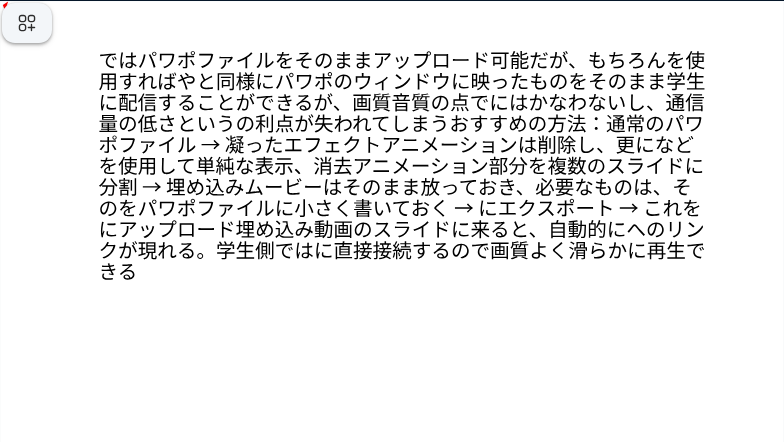 ではパワポファイルをそのままアップロード可能だが、もちろんを使
用すればやと同様にパワポのウィンドウに映ったものをそのまま学生
に配信することができるが、画質音質の点でにはかなわないし、通信
量の低さというの利点が失われてしまうおすすめの方法：通常のパワ
ポファイル → 凝ったエフェクトアニメーションは削除し、更になど
を使用して単純な表示、消去アニメーション部分を複数のスライドに
分割 → 埋め込みムービーはそのまま放っておき、必要なものは、そ
のをパワポファイルに小さく書いておく → にエクスポート → これを
にアップロード埋め込み動画のスライドに来ると、自動的にへのリン
クが現れる。学生側ではに直接接続するので画質よく滑らかに再生で
きる